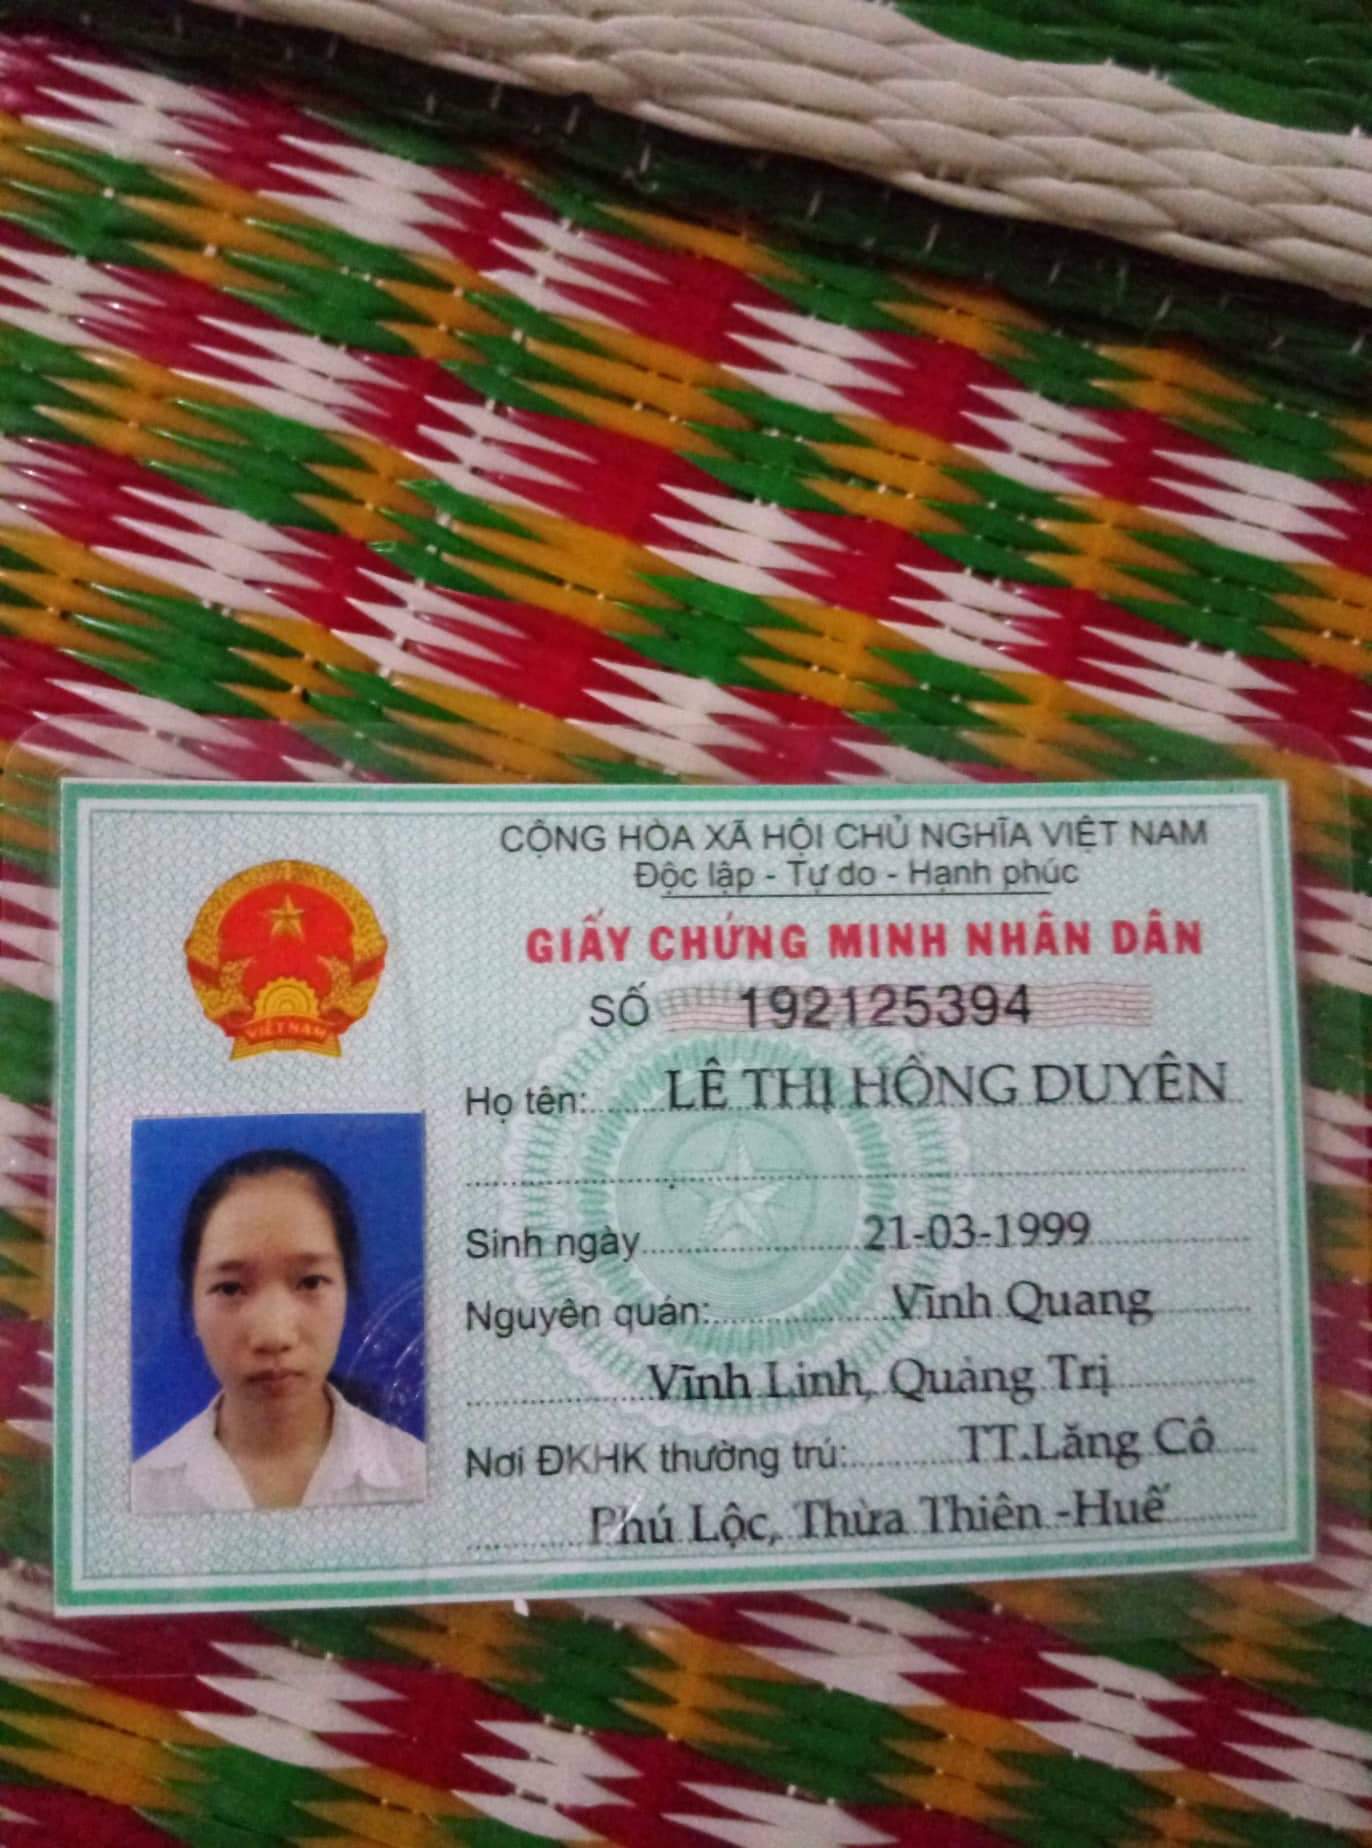 CỘNG HÒA XÃ HỘI CHỦ NGHĨA VIỆT NAM
Độc lập - Tự do - Hạnh phúc
GIẤY CHỨNG MINH NHÂN DÂN
SỐ 192125394
VIỆT NAM
Họ tên: LÊ THỊ HỒNG DUYÊN
Sinh ngày 21-03-1999
Nguyên quán: Vĩnh Quang
Vĩnh Linh, Quảng Trị
Nơi ĐKHK thường trú: TT.Lăng Cô
Phú Lộc, Thừa Thiên -Huế